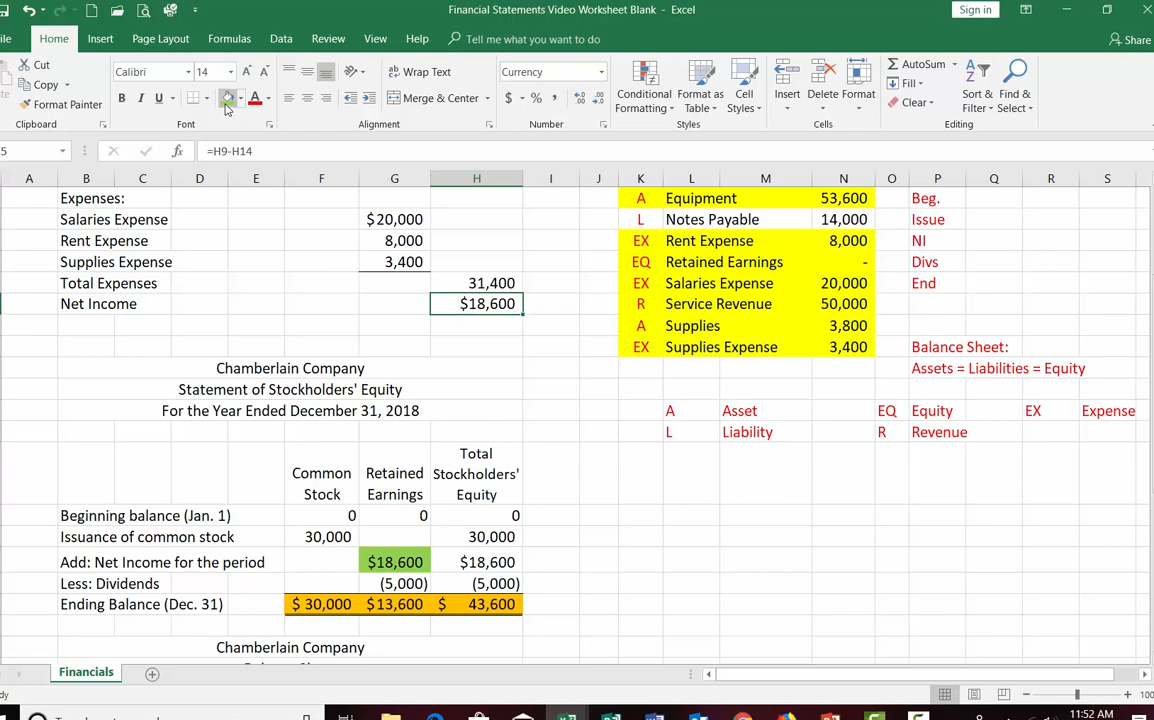 Financial Statements Video Worksheet Blank - Excel
Sign in
Home Insert Page Layout Formulas Data Review View Help Tell me what you want to do Share
Cut
Copy
Format Painter
Clipboard
Calibri 14
B I U A
Font
Wrap Text
Merge & Center
Alignment
Currency
$ % ,
Number
Conditional Formatting
Format as Table
Cell Styles
Styles
Insert Delete Format
Cells
AutoSum
Fill
Clear
Sort & Filter
Find & Select
Editing
5 fx =H9-H14
A B C D E F G H I J K L M N O P Q R S
Expenses: A Equipment 53,600 Beg.
Salaries Expense $20,000 L Notes Payable 14,000 Issue
Rent Expense 8,000 EX Rent Expense 8,000 NI
Supplies Expense 3,400 EQ Retained Earnings - Divs
Total Expenses 31,400 EX Salaries Expense 20,000 End
Net Income $18,600 R Service Revenue 50,000
A Supplies 3,800
EX Supplies Expense 3,400 Balance Sheet:
Chamberlain Company Assets = Liabilities = Equity
Statement of Stockholders' Equity
For the Year Ended December 31, 2018 A Asset EQ Equity EX Expense
L Liability R Revenue
Common Stock
Retained Earnings
Total Stockholders' Equity
Beginning balance (Jan. 1) 0 0 0
Issuance of common stock 30,000 30,000
Add: Net Income for the period $18,600 $18,600
Less: Dividends (5,000) (5,000)
Ending Balance (Dec. 31) $ 30,000 $13,600 $ 43,600
Chamberlain Company
Financials
100
11:52 AM